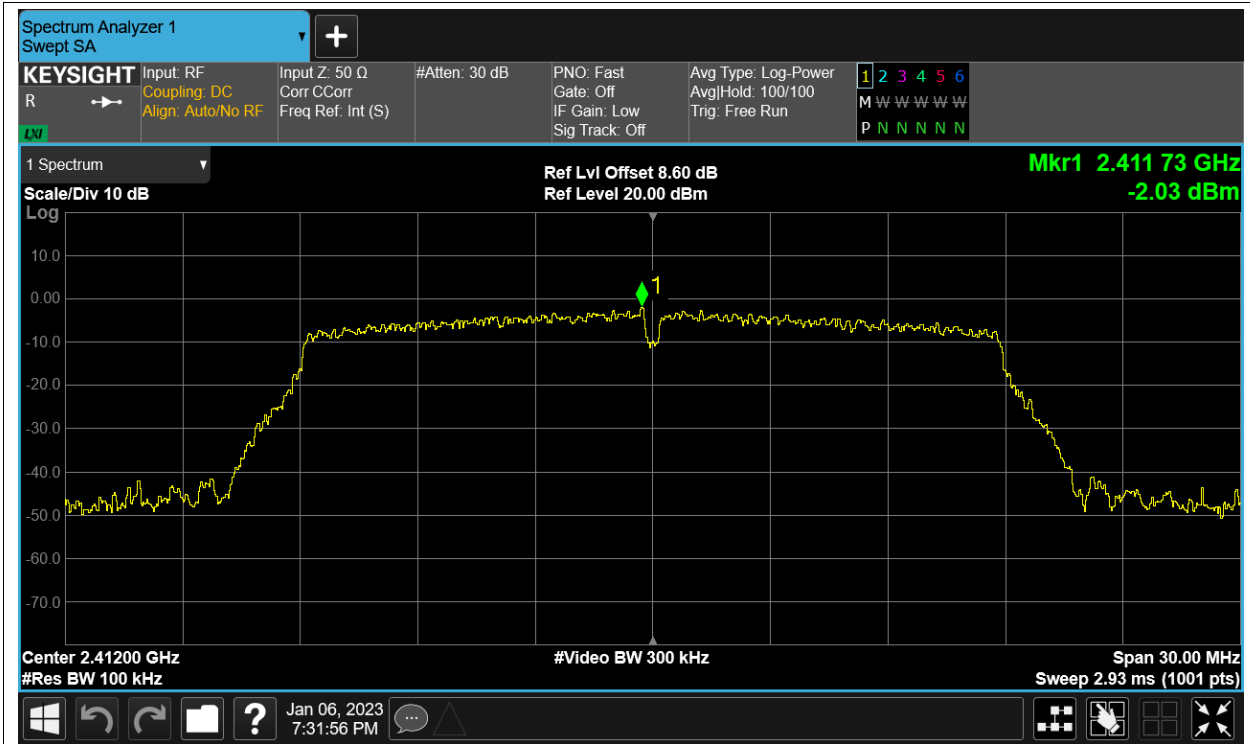 Spectrum Analyzer 1
Swept SA
KEYSIGHT
R
LXI
Input: RF
Coupling: DC
Align: Auto/No RF
Input Z: 50 Ω
Corr CCorr
Freq Ref: Int (S)
#Atten: 30 dB
PNO: Fast
Gate: Off
IF Gain: Low
Sig Track: Off
Avg Type: Log-Power
Avg|Hold: 100/100
Trig: Free Run
1 2 3 4 5 6
M W W W W W
P N N N N N
1 Spectrum
Scale/Div 10 dB
Log
Ref Lvl Offset 8.60 dB
Ref Level 20.00 dBm
Mkr1 2.411 73 GHz
-2.03 dBm
1
10.0
0.00
-10.0
-20.0
-30.0
-40.0
-50.0
-60.0
-70.0
Center 2.41200 GHz
#Res BW 100 kHz
#Video BW 300 kHz
Span 30.00 MHz
Sweep 2.93 ms (1001 pts)
?
Jan 06, 2023
7:31:56 PM